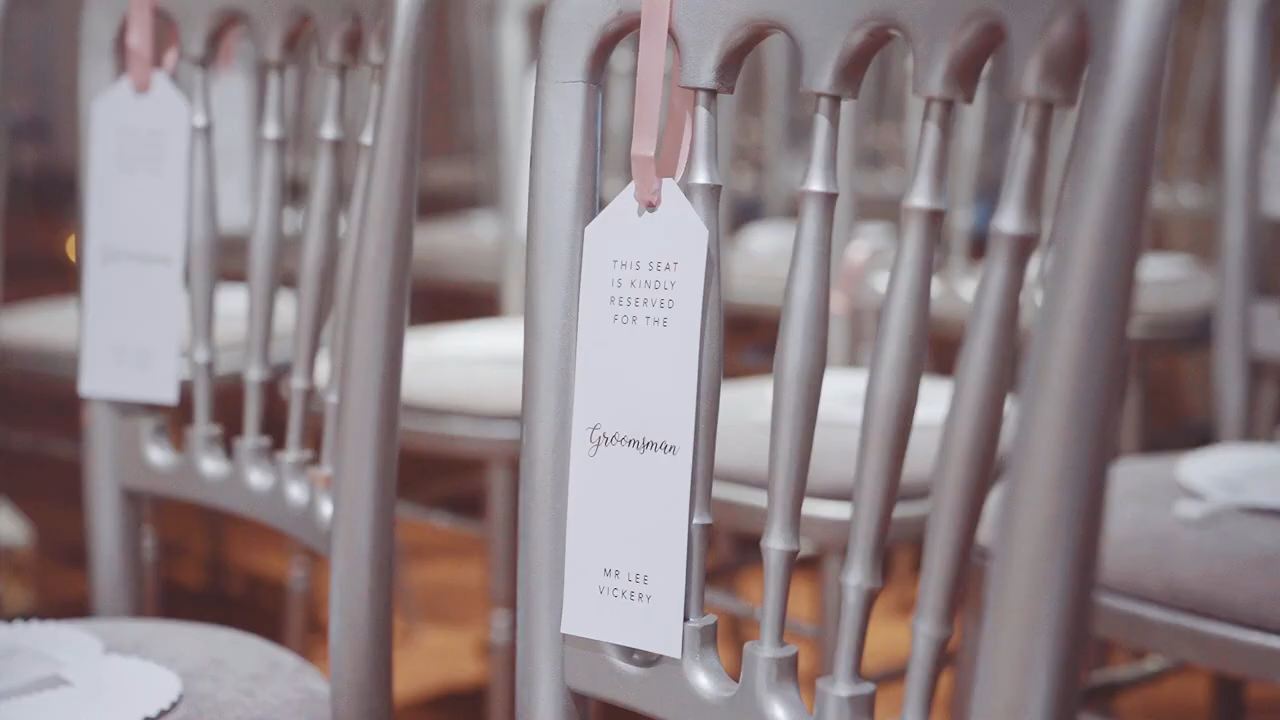 THIS SEAT
IS KINDLY
RESERVED
FOR THE
Groomsman
MR LEE
VICKERY